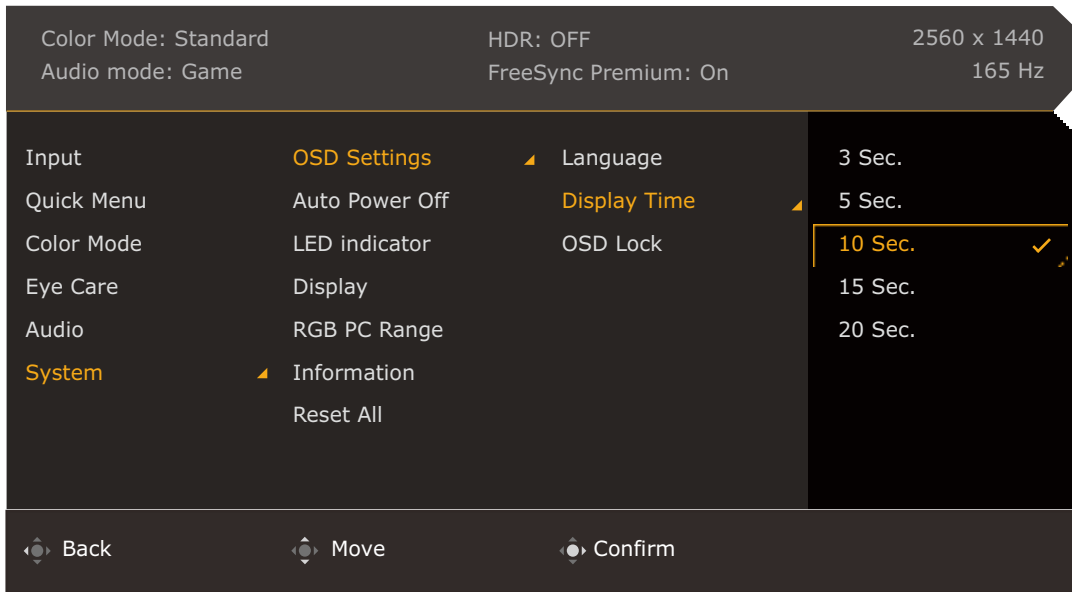 Color Mode: Standard
Audio mode: Game
HDR: OFF
FreeSync Premium: On
2560 x 1440
165 Hz
Input
Quick Menu
Color Mode
Eye Care
Audio
System
OSD Settings
Auto Power Off
LED indicator
Display
RGB PC Range
Information
Reset All
Language
Display Time
OSD Lock
3 Sec.
5 Sec.
10 Sec.
15 Sec.
20 Sec.
Back
Move
Confirm